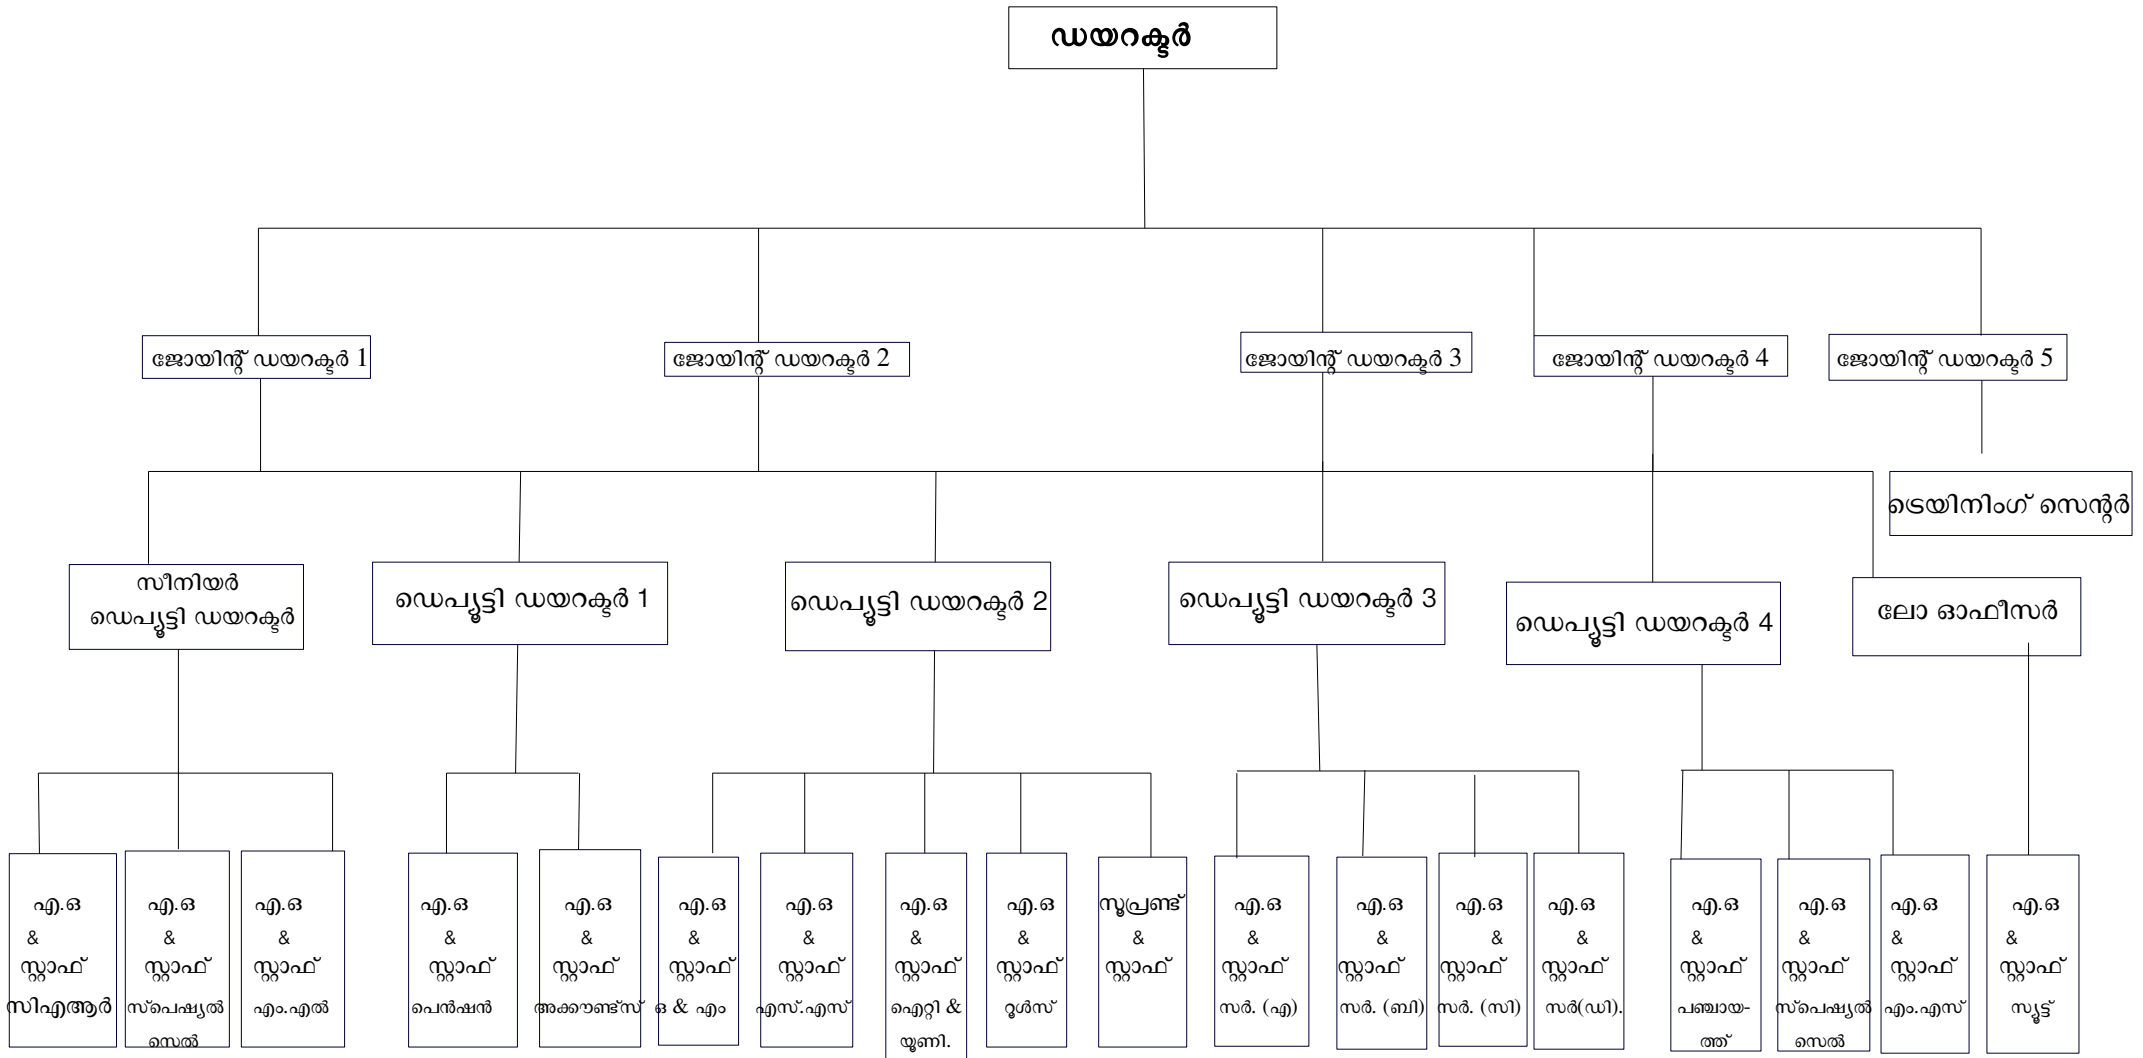 ഡയറക്ടർ
ജോയിന്റ് ഡയറക്ടർ 1
ജോയിന്റ് ഡയറക്ടർ 2
ജോയിന്റ് ഡയറക്ടർ 3
ജോയിന്റ് ഡയറക്ടർ 4
ജോയിന്റ് ഡയറക്ടർ 5
ട്രെയിനിംഗ് സെന്റർ
സീനിയർ
ഡെപ്യൂട്ടി ഡയറക്ടർ
ഡെപ്യൂട്ടി ഡയറക്ടർ 1
ഡെപ്യൂട്ടി ഡയറക്ടർ 2
ഡെപ്യൂട്ടി ഡയറക്ടർ 3
ഡെപ്യൂട്ടി ഡയറക്ടർ 4
ലോ ഓഫീസർ
എ.ഒ
&
സ്റ്റാഫ്
സിഎആർ
എ.ഒ
&
സ്റ്റാഫ്
സ്പെഷ്യൽ
സെൽ
എ.ഒ
&
സ്റ്റാഫ്
എം.എൽ
എ.ഒ
&
സ്റ്റാഫ്
പെൻഷൻ
എ.ഒ
&
സ്റ്റാഫ്
അക്കൗണ്ട്സ്
എ.ഒ
&
സ്റ്റാഫ്
ഒ & എം
എ.ഒ
&
സ്റ്റാഫ്
എസ്.എസ്
എ.ഒ
&
സ്റ്റാഫ്
ഐറ്റി &
യൂണി.
എ.ഒ
&
സ്റ്റാഫ്
റൂൾസ്
സൂപ്രണ്ട്
&
സ്റ്റാഫ്
എ.ഒ
&
സ്റ്റാഫ്
സർ. (എ)
എ.ഒ
&
സ്റ്റാഫ്
സർ. (ബി)
എ.ഒ
&
സ്റ്റാഫ്
സർ. (സി)
എ.ഒ
&
സ്റ്റാഫ്
സർ(ഡി).
എ.ഒ
&
സ്റ്റാഫ്
പഞ്ചായ-
ത്ത്
എ.ഒ
&
സ്റ്റാഫ്
സ്പെഷ്യൽ
സെൽ
എ.ഒ
&
സ്റ്റാഫ്
എം.എസ്
എ.ഒ
&
സ്റ്റാഫ്
സ്യൂട്ട്